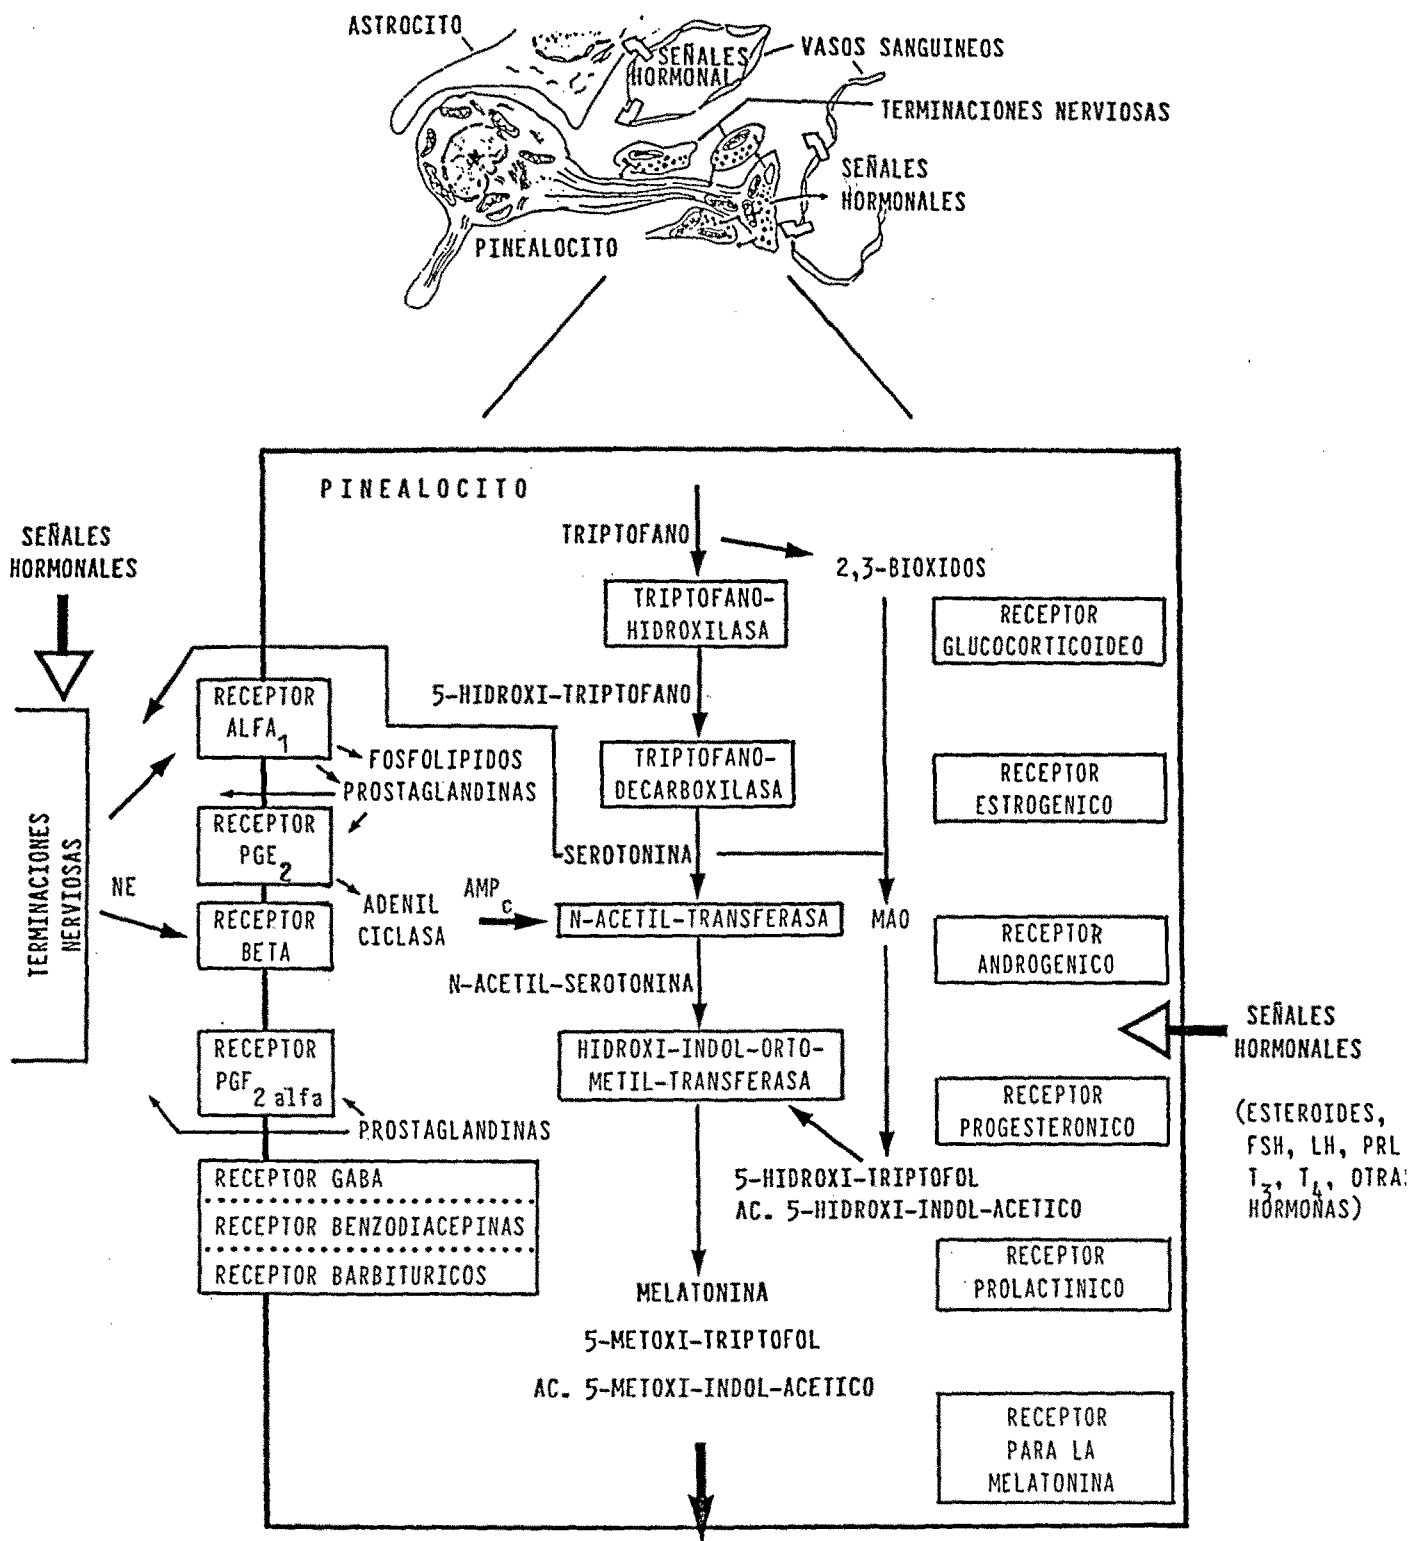 ASTROCITO
SEÑALES
HORMONAL
VASOS SANGUINEOS
TERMINACIONES NERVIOSAS
SEÑALES
HORMONALES
PINEALOCITO
PINEALOCITO
SEÑALES
HORMONALES
TRIPTOFANO
2,3-BIOXIDOS
TRIPTOFANO-
HIDROXILASA
RECEPTOR
GLUCOCORTICOIDEO
5-HIDROXI-TRIPTOFANO
RECEPTOR
ALFA1
FOSFOLIPIDOS
PROSTAGLANDINAS
TRIPTOFANO-
DECARBOXILASA
RECEPTOR
ESTROGENICO
TERMINACIONES
NERVIOSAS
NE
RECEPTOR
PGE2
SEROTONINA
ADENIL
CICLASA
AMPc
N-ACETIL-TRANSFERASA
MAO
RECEPTOR
BETA
RECEPTOR
ANDROGENICO
N-ACETIL-SEROTONINA
RECEPTOR
PGF2 alfa
HIDROXI-INDOL-ORTO-
METIL-TRANSFERASA
SEÑALES
HORMONALES
RECEPTOR
PROGESTERONICO
(ESTEROIDES,
FSH, LH, PRL
T3, T4, OTRAS
HORMONAS)
PROSTAGLANDINAS
5-HIDROXI-TRIPTOFOL
AC. 5-HIDROXI-INDOL-ACETICO
RECEPTOR GABA
RECEPTOR BENZODIACEPINAS
RECEPTOR BARBITURICOS
RECEPTOR
PROLACTINICO
MELATONINA
5-METOXI-TRIPTOFOL
AC. 5-METOXI-INDOL-ACETICO
RECEPTOR
PARA LA
MELATONINA